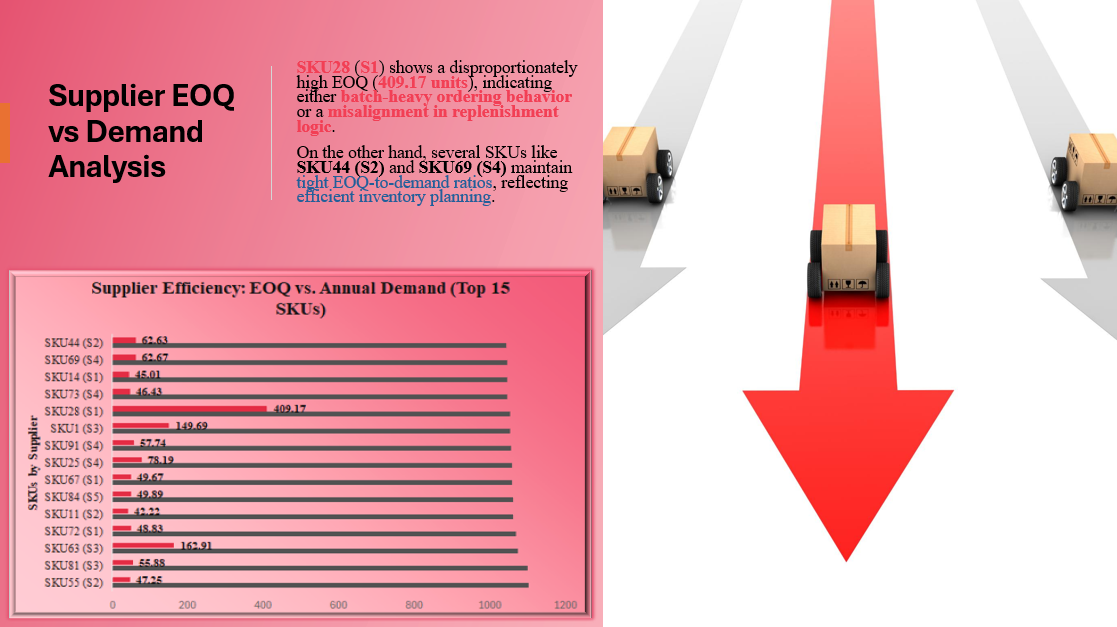 Supplier EOQ
vs Demand
Analysis
SKU28 (S1) shows a disproportionately
high EOQ (409.17 units), indicating
either batch-heavy ordering behavior
or a misalignment in replenishment
logic.
On the other hand, several SKUs like
SKU44 (S2) and SKU69 (S4) maintain
tight EOQ-to-demand ratios, reflecting
efficient inventory planning.
Supplier Efficiency: EOQ vs. Annual Demand (Top 15
SKUs)
SKUs by Supplier
SKU44 (S2) 62.63
SKU69 (S4) 62.67
SKU14 (S1) 45.01
SKU73 (S4) 46.43
SKU28 (S1) 409.17
SKU1 (S3) 149.69
SKU91 (S4) 57.74
SKU25 (S4) 78.19
SKU67 (S1) 49.67
SKU84 (S5) 49.89
SKU11 (S2) 42.22
SKU72 (S1) 48.83
SKU63 (S3) 162.91
SKU81 (S3) 55.88
SKU55 (S2) 47.25
0 200 400 600 800 1000 1200